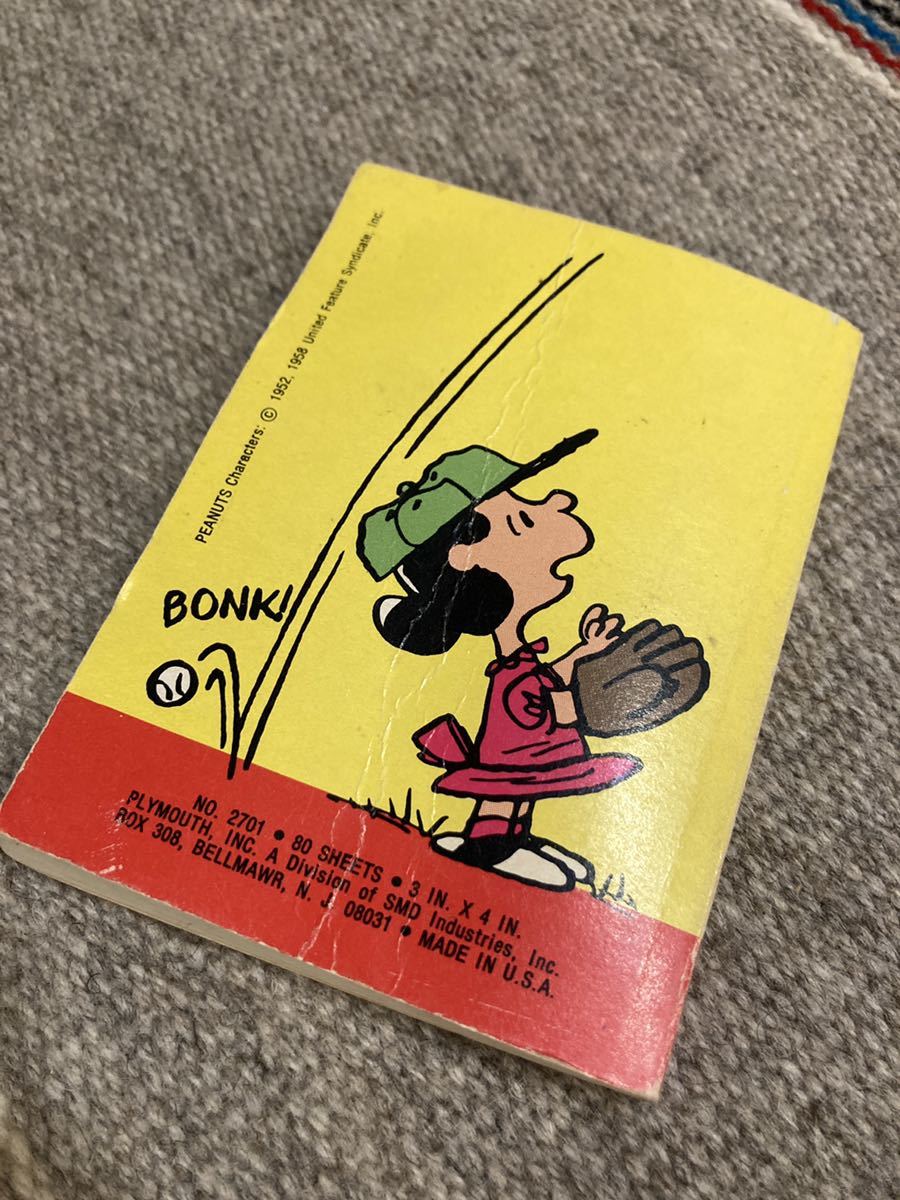 PEANUTS Characters: © 1952, 1958 United Feature Syndicate, Inc.
BONK!
NO. 2701 • 80 SHEETS • 3 IN. X 4 IN.
PLYMOUTH, INC. A Division of SMD Industries, Inc.
BOX 308, BELLMAWR, N. J. 08031 • MADE IN U.S.A.